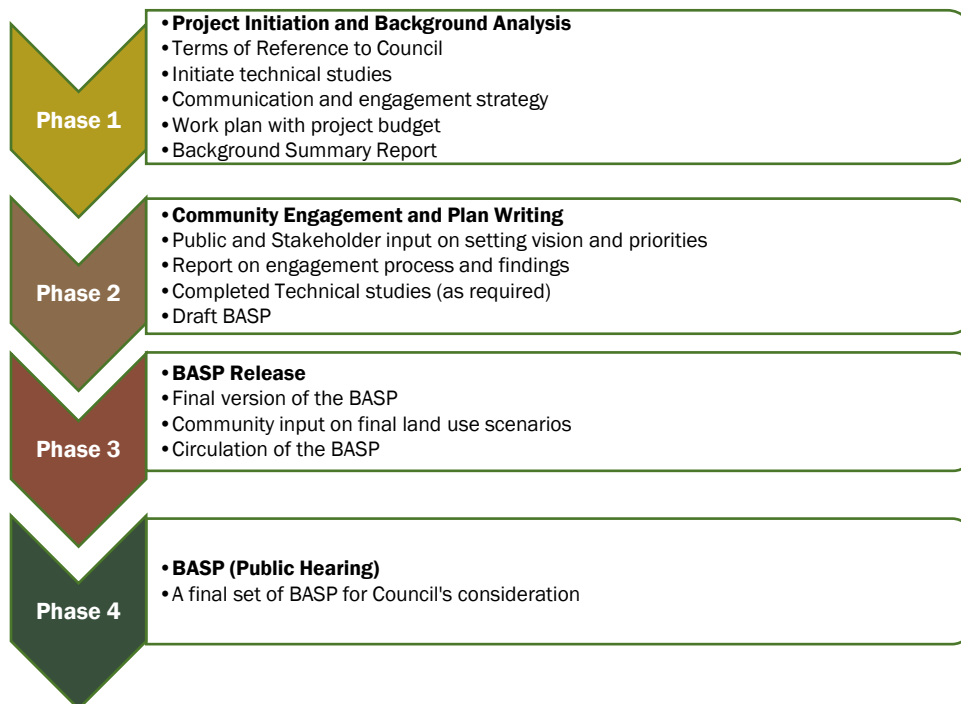 Phase 1
•Project Initiation and Background Analysis
•Terms of Reference to Council
•Initiate technical studies
•Communication and engagement strategy
•Work plan with project budget
•Background Summary Report
Phase 2
•Community Engagement and Plan Writing
•Public and Stakeholder input on setting vision and priorities
•Report on engagement process and findings
•Completed Technical studies (as required)
•Draft BASP
Phase 3
•BASP Release
•Final version of the BASP
•Community input on final land use scenarios
•Circulation of the BASP
Phase 4
•BASP (Public Hearing)
•A final set of BASP for Council's consideration